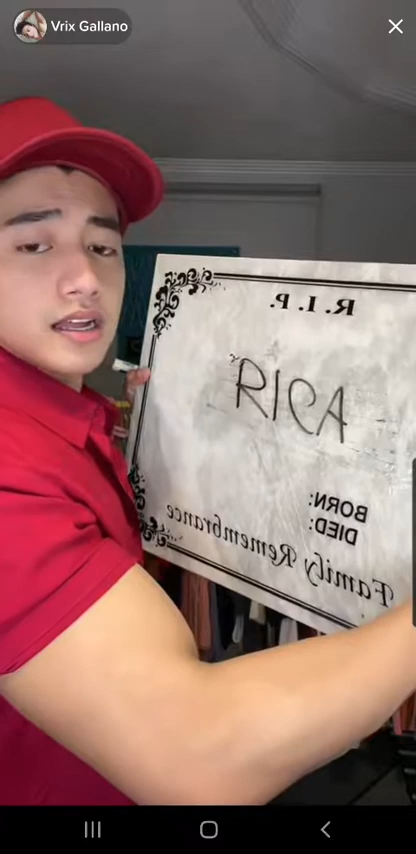 Vrix Gallano
R.I.P.
RICA
BORN:
DIED:
Family Remembrance